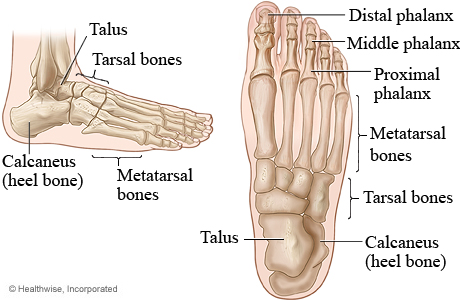 Talus
Tarsal bones
Calcaneus
(heel bone)
Metatarsal
bones
Distal phalanx
Middle phalanx
Proximal
phalanx
Metatarsal
bones
Tarsal bones
Talus
Calcaneus
(heel bone)
© Healthwise, Incorporated